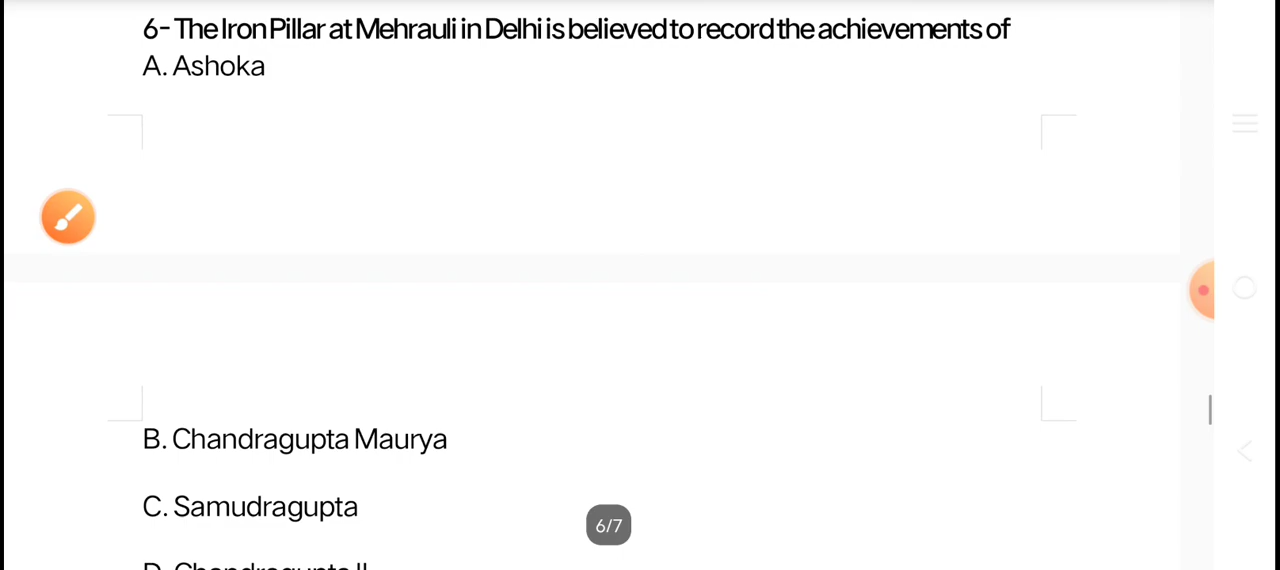 6- The Iron Pillar at Mehrauli in Delhi is believed to record the achievements of
A. Ashoka
B. Chandragupta Maurya
C. Samudragupta
6/7
D. Chandragupta II